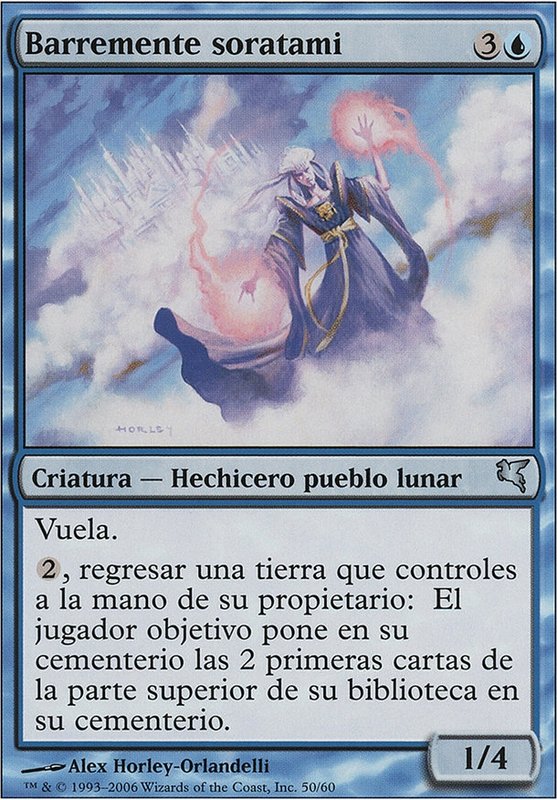 Barremente soratami 3
HORLEY
Criatura — Hechicero pueblo lunar
Vuela.
2, regresar una tierra que controles
a la mano de su propietario: El
jugador objetivo pone en su
cementerio las 2 primeras cartas de
la parte superior de su biblioteca en
su cementerio.
1/4
Alex Horley-Orlandelli
™ & © 1993–2006 Wizards of the Coast, Inc. 50/60